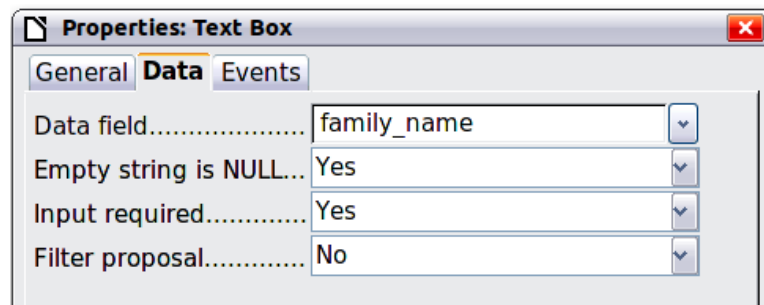 Properties: Text Box
General Data Events
Data field.................... family_name
Empty string is NULL... Yes
Input required............. Yes
Filter proposal............. No